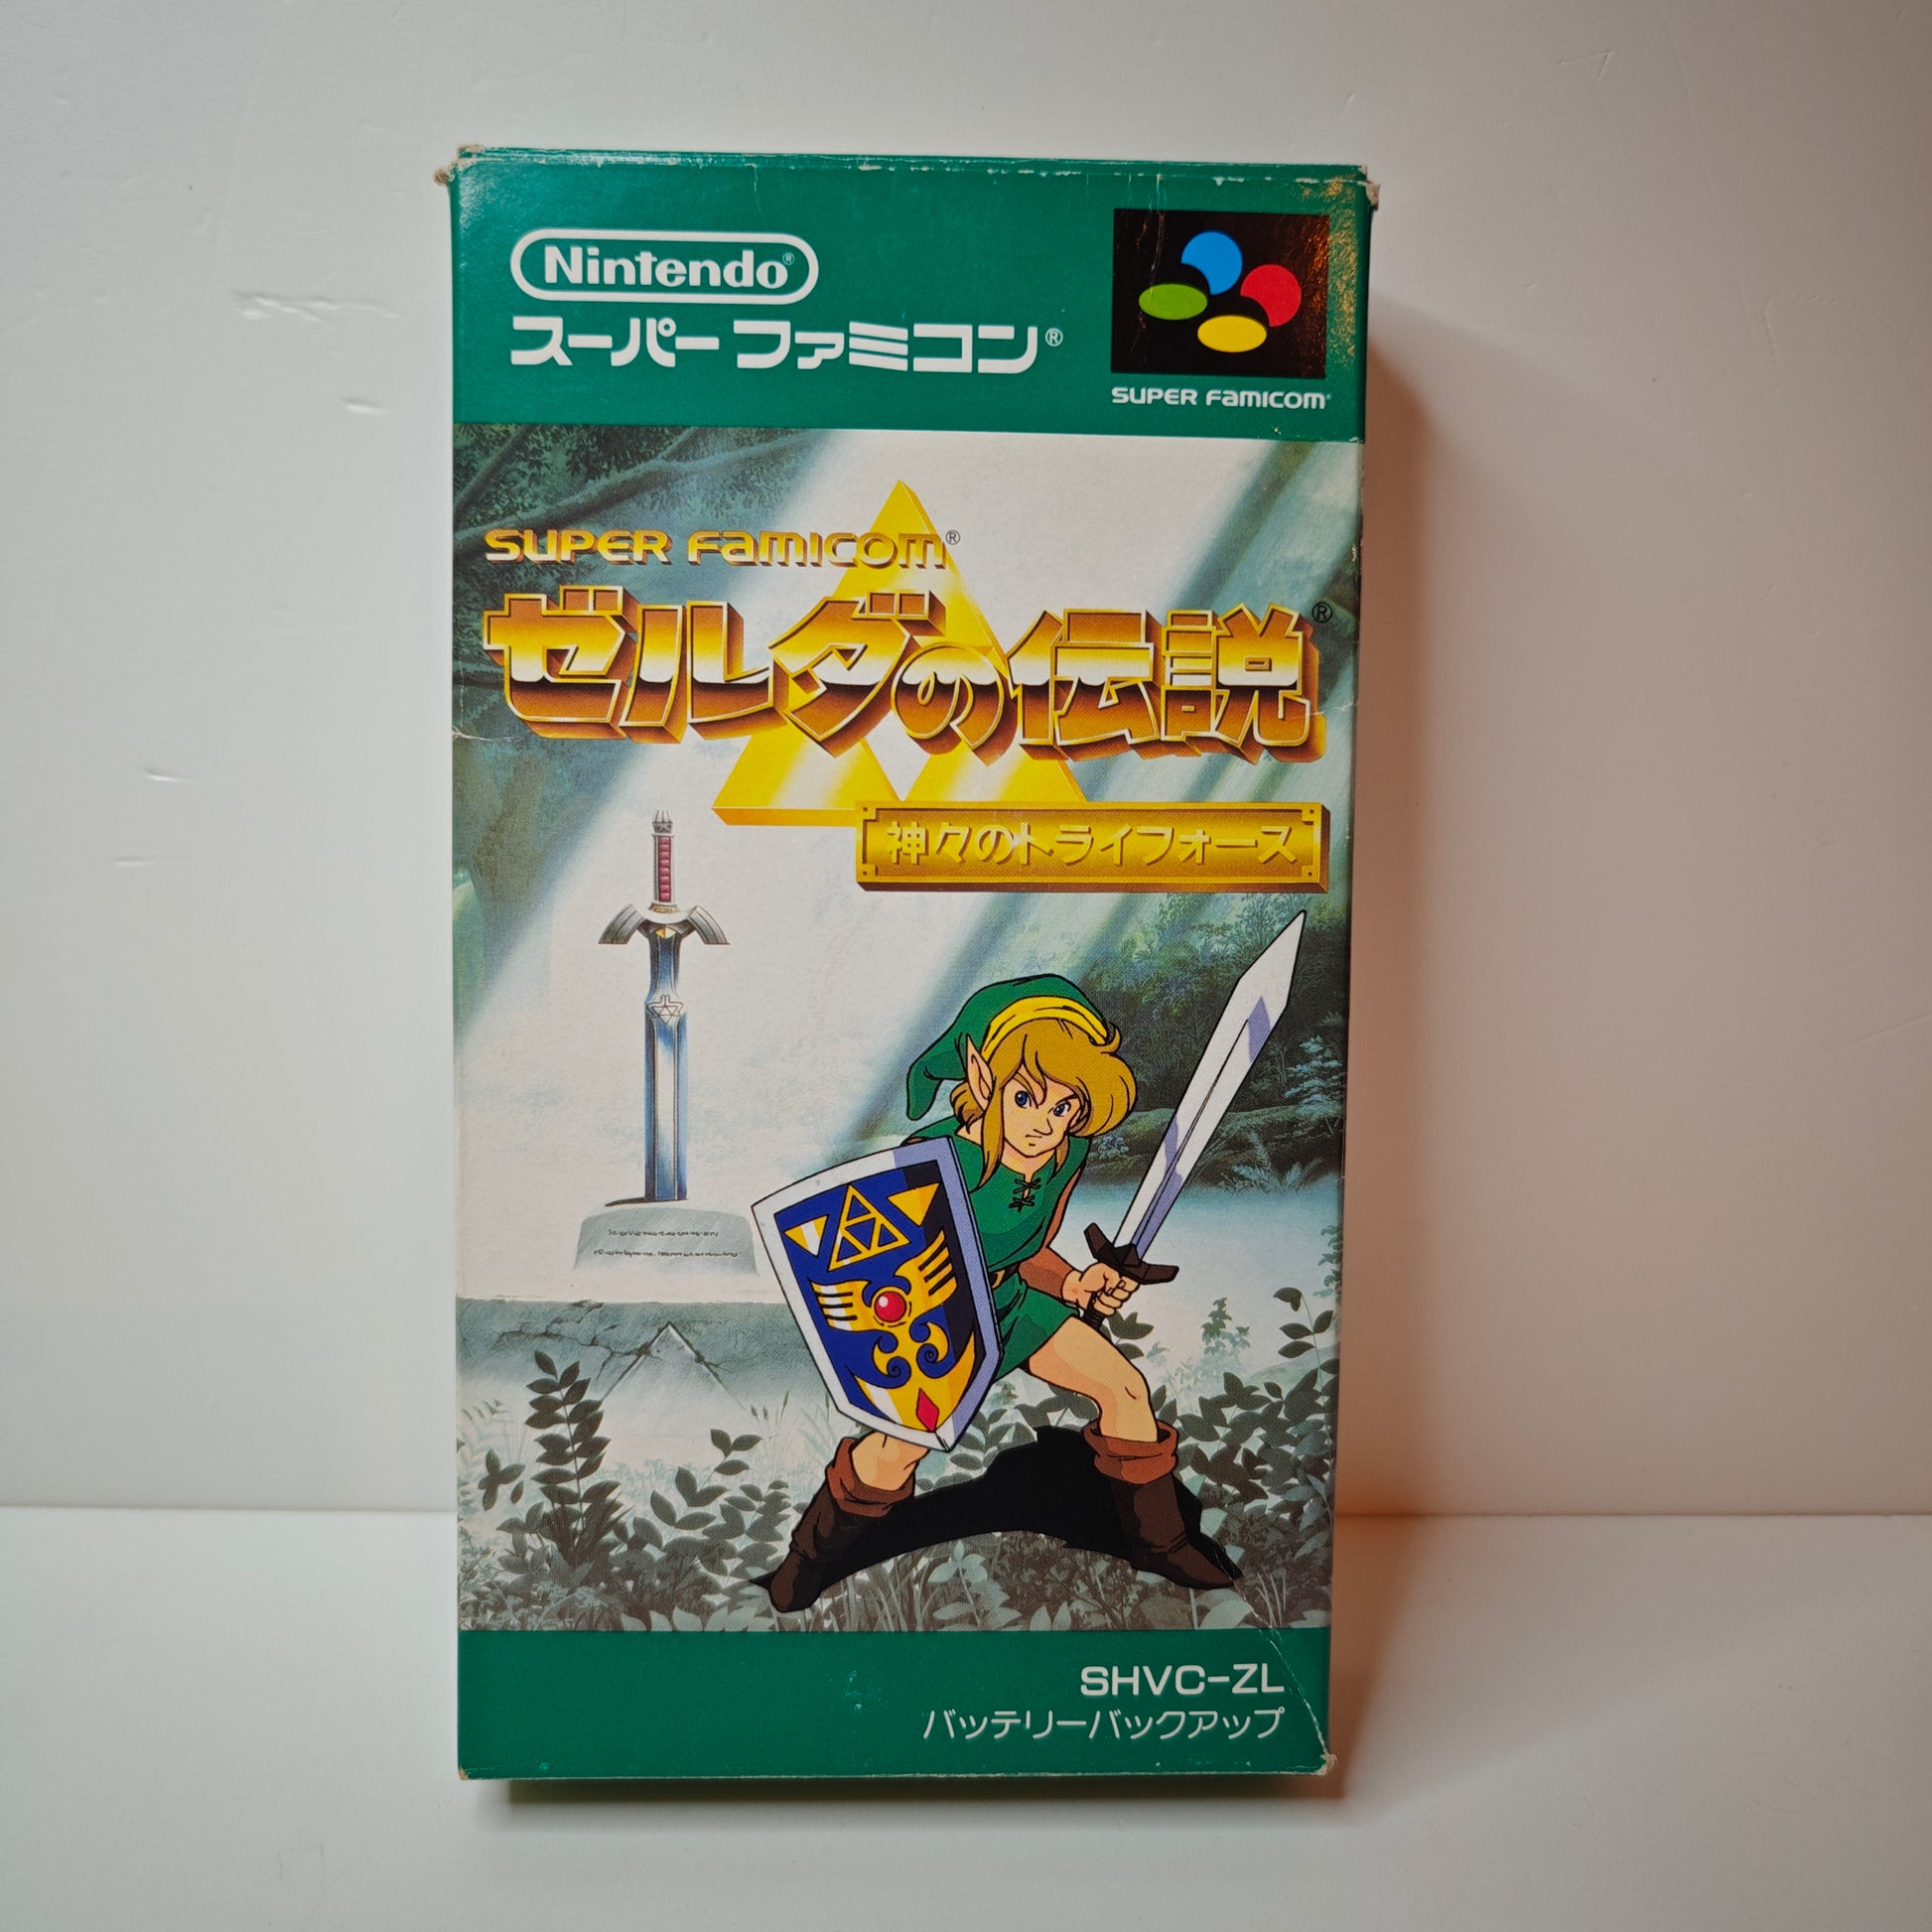 Nintendo®
スーパーファミコン®
SUPER FAMICOM®
SUPER FAMICOM®
ゼルダの伝説®
神々のトライフォース
SHVC-ZL
バッテリーバックアップ